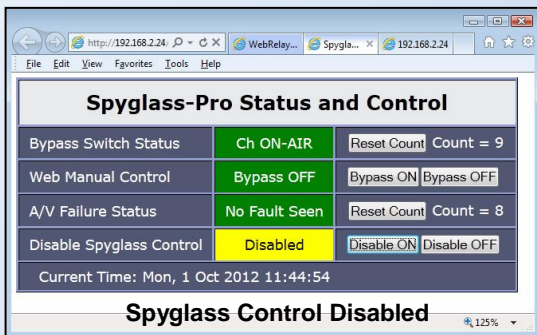 http://192.168.2.24/
WebRelay...
Spygla...
192.168.2.24
File Edit View Favorites Tools Help
Spyglass-Pro Status and Control
Bypass Switch Status Ch ON-AIR Reset Count Count = 9
Web Manual Control Bypass OFF Bypass ON Bypass OFF
A/V Failure Status No Fault Seen Reset Count Count = 8
Disable Spyglass Control Disabled Disable ON Disable OFF
Current Time: Mon, 1 Oct 2012 11:44:54
Spyglass Control Disabled
125%